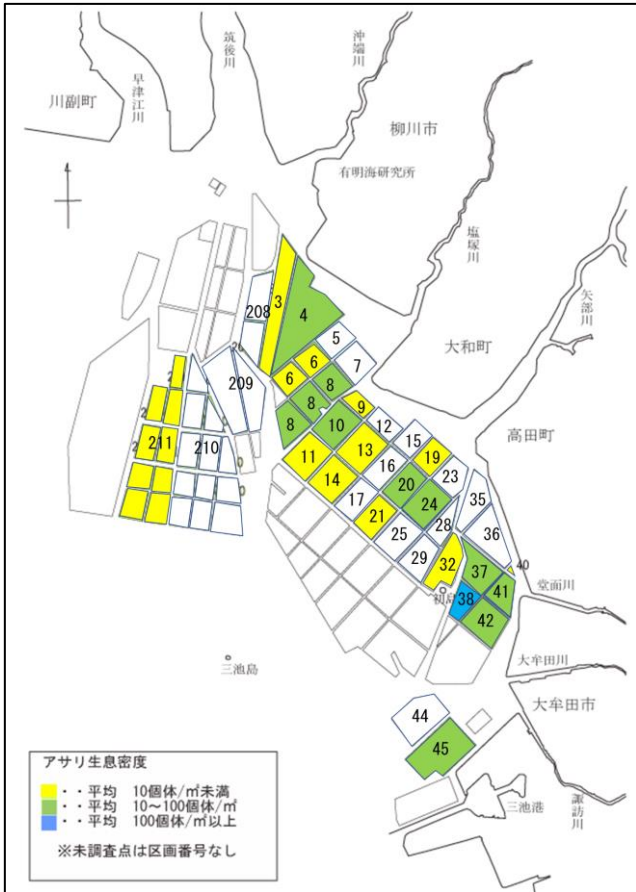 筑後川
沖端川
早津江川
川副町
柳川市
有明海研究所
塩塚川
矢部川
大和町
高田町
208
3
4
5
6
6
7
209
8
8
8
9
10
12
15
11
13
16
19
23
211
210
14
20
35
17
24
21
28
36
25
29
32
37
40
堂面川
初島
38
41
42
大牟田川
三池島
大牟田市
44
45
三池港
諏訪川
アサリ生息密度
・・平均 10個体/㎡未満
・・平均 10～100個体/㎡
・・平均 100個体/㎡以上
※未調査点は区画番号なし